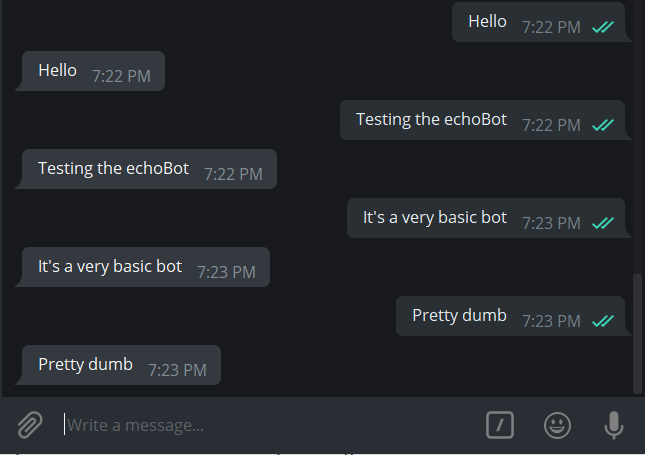 Hello 7:22 PM
Hello 7:22 PM
Testing the echoBot 7:22 PM
Testing the echoBot 7:22 PM
It's a very basic bot 7:23 PM
It's a very basic bot 7:23 PM
Pretty dumb 7:23 PM
Pretty dumb 7:23 PM
Write a message...